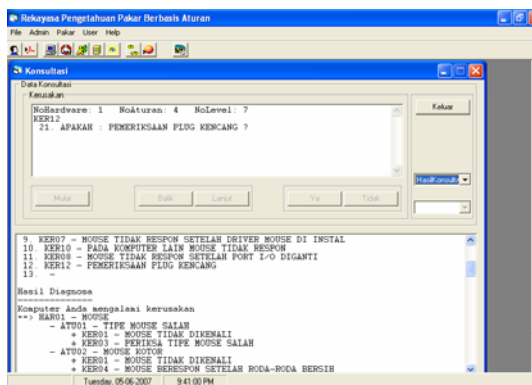 Rekayasa Pengetahuan Pakar Berbasis Aturan
File Admin Pakar User Help
Konsultasi
Data Konsultasi
Kerusakan
NoHardware: 1 NoAturan: 4 NoLevel: 7
KER12
21. APAKAH : PEMERIKSAAN PLUG KENCANG ?
Keluar
HasilKonsult
Mulai Balik Lanjut Ya Tidak
9. KER07 - MOUSE TIDAK RESPON SETELAH DRIVER MOUSE DI INSTAL
10. KER10 - PADA KOMPUTER LAIN MOUSE TIDAK RESPON
11. KER08 - MOUSE TIDAK RESPON SETELAH PORT I/O DIGANTI
12. KER12 - PEMERIKSAAN PLUG KENCANG
13. -
Hasil Diagnosa
==============
Komputer Anda mengalami kerusakan
==> HAR01 - MOUSE
- ATU01 - TIPE MOUSE SALAH
+ KER01 - MOUSE TIDAK DIKENALI
+ KER03 - PERIKSA TIPE MOUSE SALAH
- ATU02 - MOUSE KOTOR
+ KER01 - MOUSE TIDAK DIKENALI
+ KER04 - MOUSE BERESPON SETELAH RODA-RODA BERSIH
Tuesday, 05-06-2007 9:41:00 PM